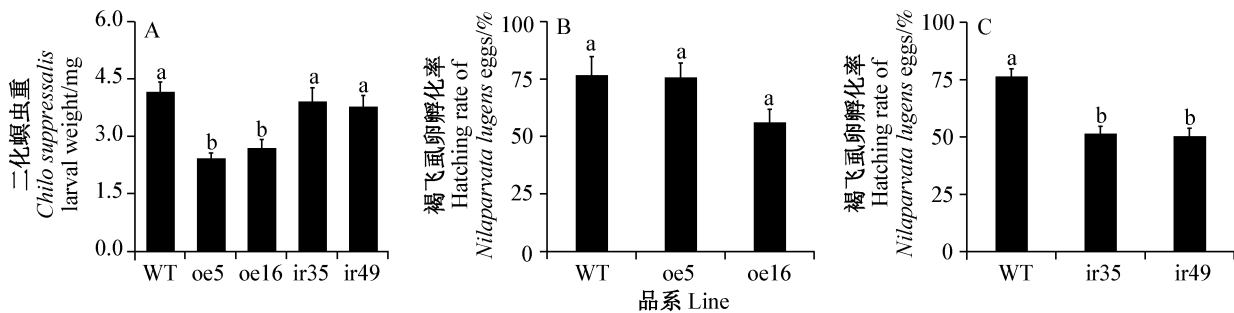 A
二化螟虫重
Chilo suppressalis
larval weight/mg
6.0
4.5
3.0
1.5
0.0
a
b
b
a
a
WT
oe5
oe16
ir35
ir49
B
褐飞虱卵孵化率
Hatching rate of
Nilaparvata lugens eggs/%
100
75
50
25
0
a
a
a
WT
oe5
oe16
C
褐飞虱卵孵化率
Hatching rate of
Nilaparvata lugens eggs/%
100
75
50
25
0
a
b
b
WT
ir35
ir49
品系 Line